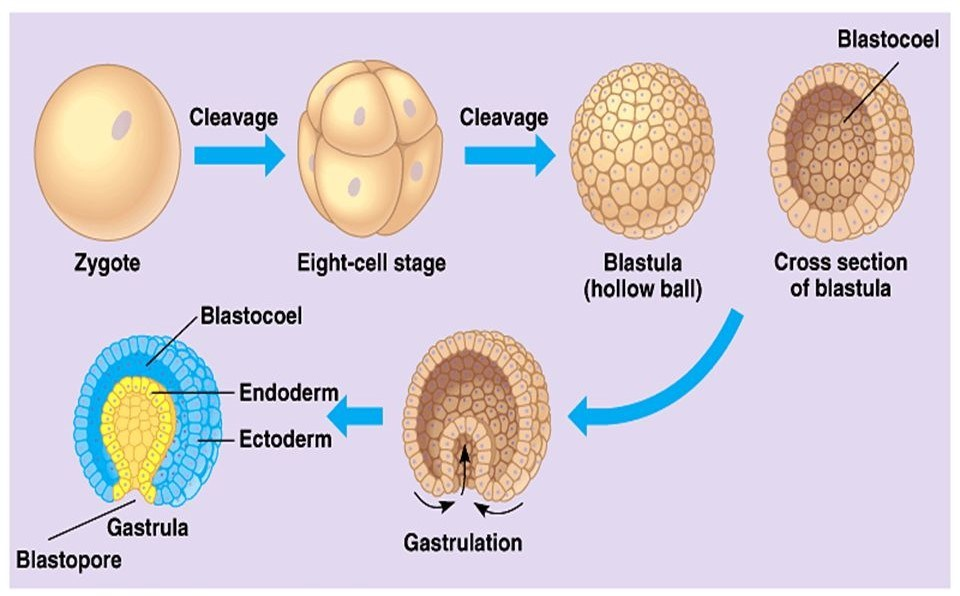 Blastocoel
Cleavage
Cleavage
Zygote
Eight-cell stage
Blastula
(hollow ball)
Cross section
of blastula
Blastocoel
Endoderm
Ectoderm
Gastrula
Blastopore
Gastrulation